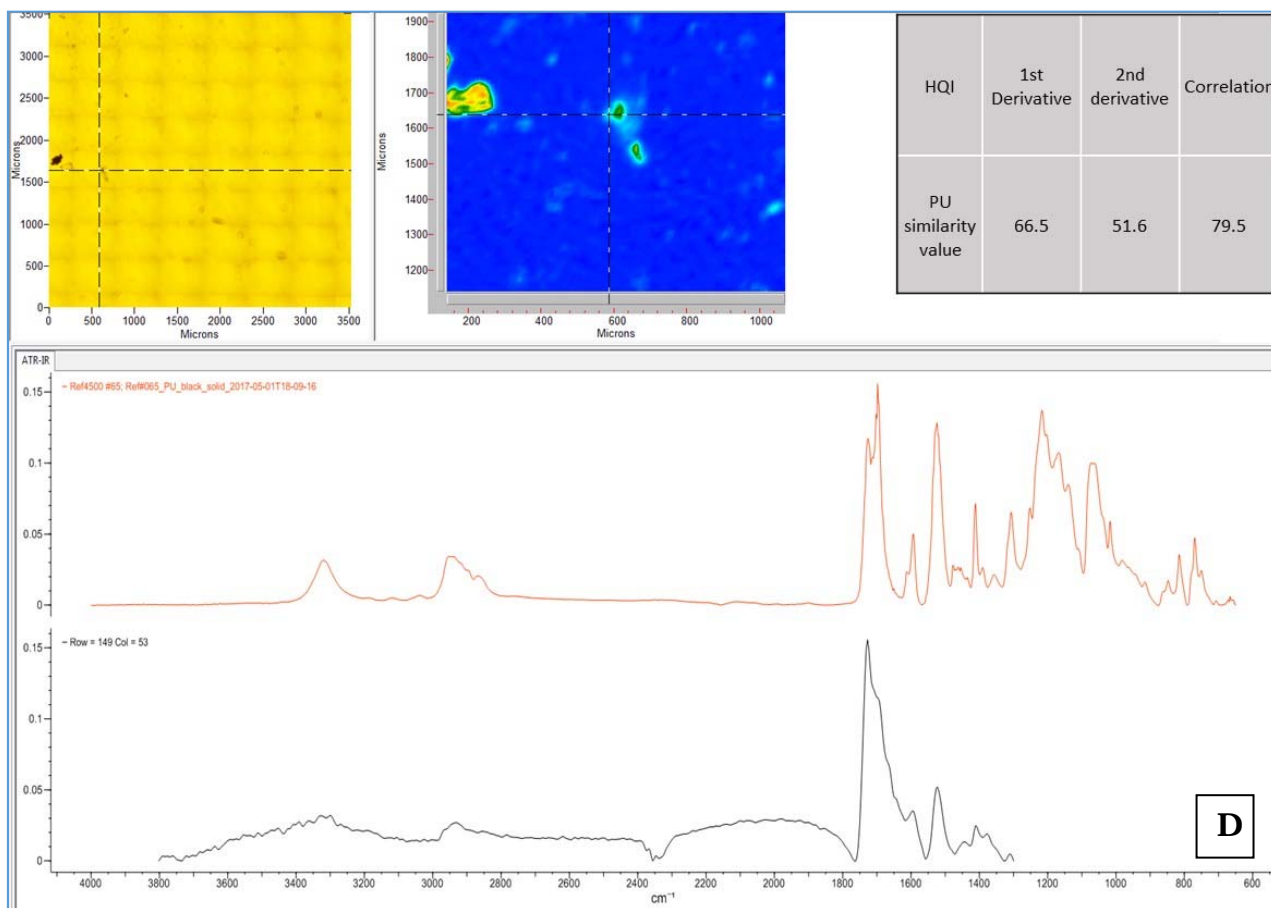 3500
3000
2500
2000
1500
1000
500
0
Microns
0 500 1000 1500 2000 2500 3000 3500
Microns
1900
1800
1700
1600
1500
1400
1300
1200
Microns
200 400 600 800 1000
Microns
HQI 1st Derivative 2nd derivative Correlation
PU similarity value 66.5 51.6 79.5
ATR-IR
0.15
Ref4500 #65; Ref#065_PU_black_solid_2017-05-01T18-09-16
0.1
0.05
0
0.15
Row = 149 Col = 53
0.1
0.05
0
D
4000 3800 3600 3400 3200 3000 2800 2600 2400 2200 2000 1800 1600 1400 1200 1000 800 600
cm⁻¹